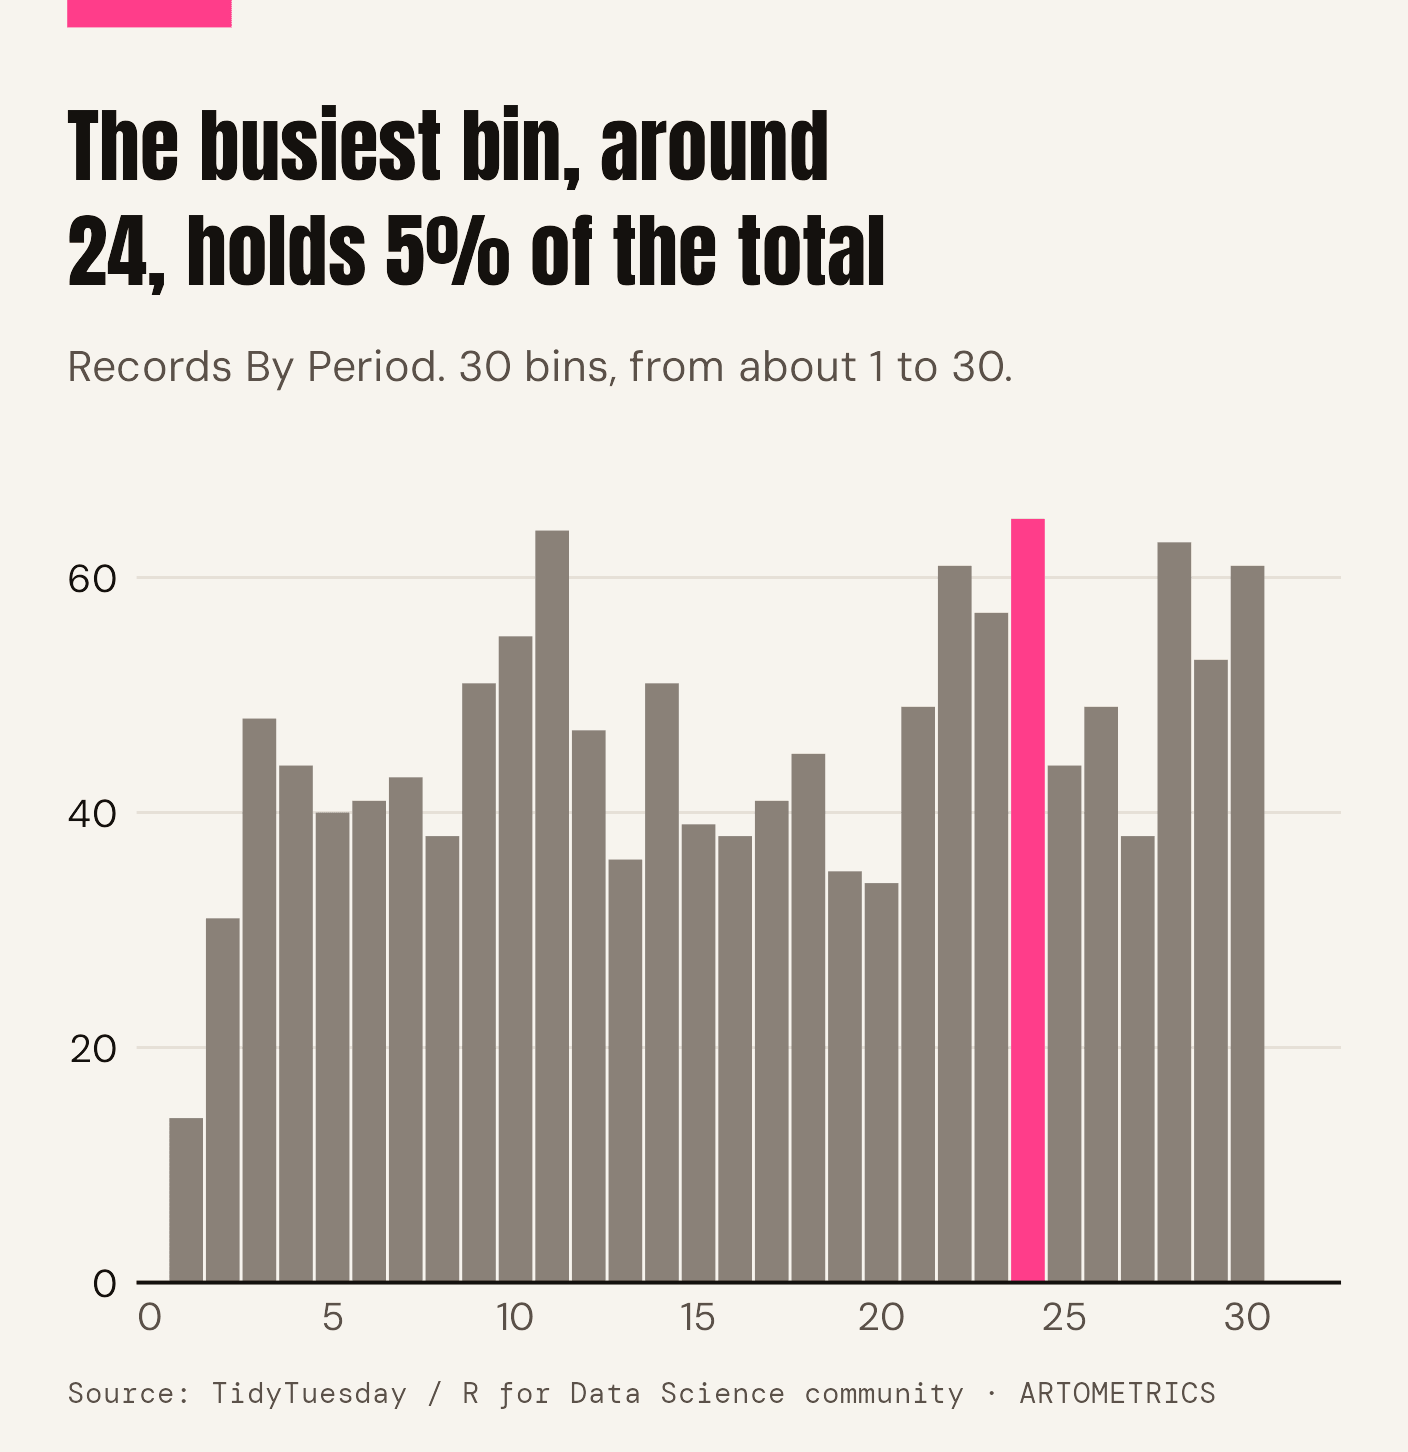 The busiest bin, around
24, holds 5% of the total
Records By Period. 30 bins, from about 1 to 30.
60
40
20
0
0 5 10 15 20 25 30
Source: TidyTuesday / R for Data Science community · ARTOMETRICS